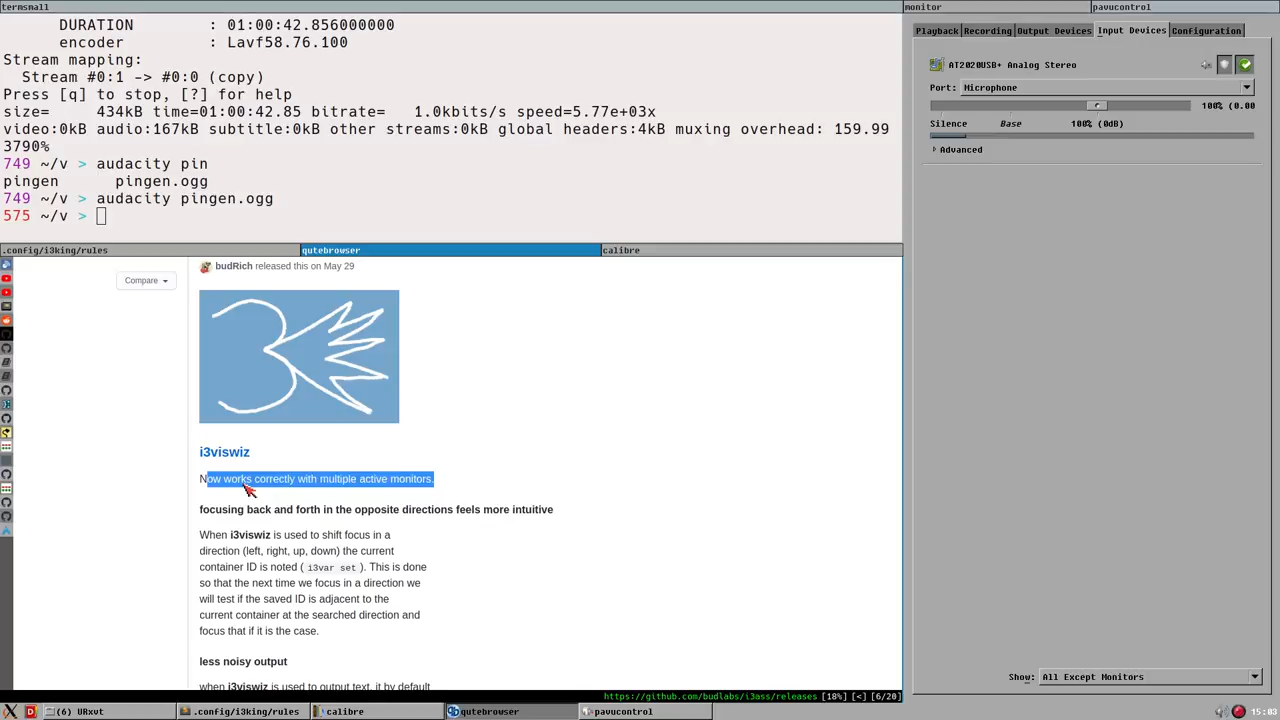 termsmall
DURATION : 01:00:42.856000000
encoder : Lavf58.76.100
Stream mapping:
Stream #0:1 -> #0:0 (copy)
Press [q] to stop, [?] for help
size= 434kB time=01:00:42.85 bitrate= 1.0kbits/s speed=5.77e+03x
video:0kB audio:167kB subtitle:0kB other streams:0kB global headers:4kB muxing overhead: 159.99
3790%
749 ~/v > audacity pin
pingen pingen.ogg
749 ~/v > audacity pingen.ogg
575 ~/v >
.config/i3king/rules qutebrowser calibre
budRich released this on May 29
Compare
i3viswiz
Now works correctly with multiple active monitors.
focusing back and forth in the opposite directions feels more intuitive
When i3viswiz is used to shift focus in a
direction (left, right, up, down) the current
container ID is noted ( i3var set ). This is done
so that the next time we focus in a direction we
will test if the saved ID is adjacent to the
current container at the searched direction and
focus that if it is the case.
less noisy output
when i3viswiz is used to output text, it by default
https://github.com/budlabs/i3ass/releases [18%] [<] [6/20]
monitor pavucontrol
Playback Recording Output Devices Input Devices Configuration
AT2020USB+ Analog Stereo
Port: Microphone
100% (0.00
Silence Base 100% (0dB)
Advanced
Show: All Except Monitors
(6) URxvt .config/i3king/rules calibre qutebrowser pavucontrol 15:03